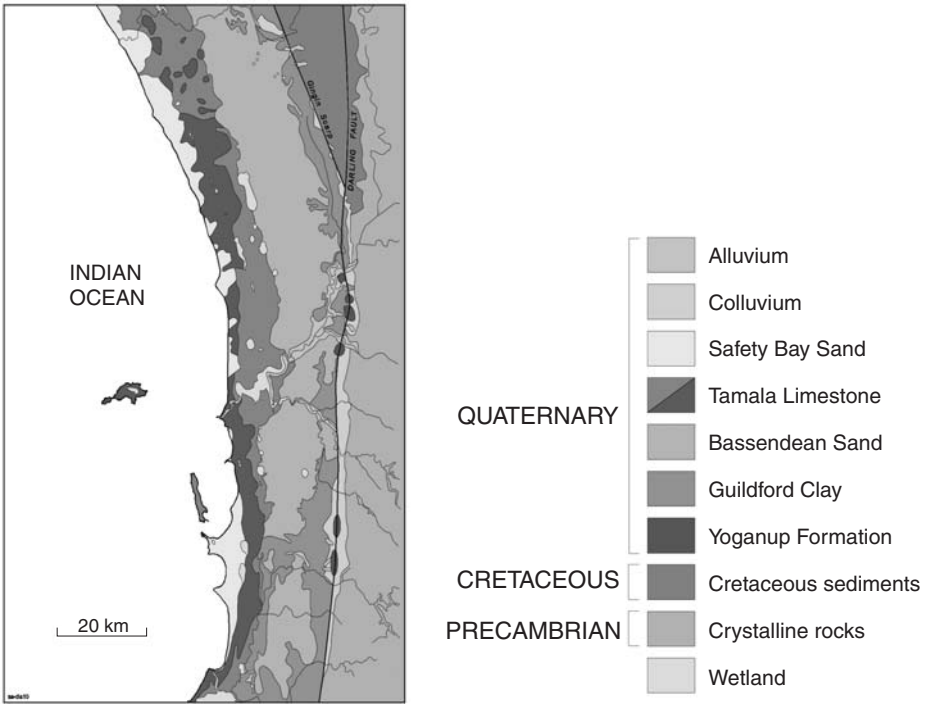 Gingin Scarp
DARLING FAULT
INDIAN
OCEAN
20 km
QUATERNARY
Alluvium
Colluvium
Safety Bay Sand
Tamala Limestone
Bassendean Sand
Guildford Clay
Yoganup Formation
CRETACEOUS
Cretaceous sediments
PRECAMBRIAN
Crystalline rocks
Wetland